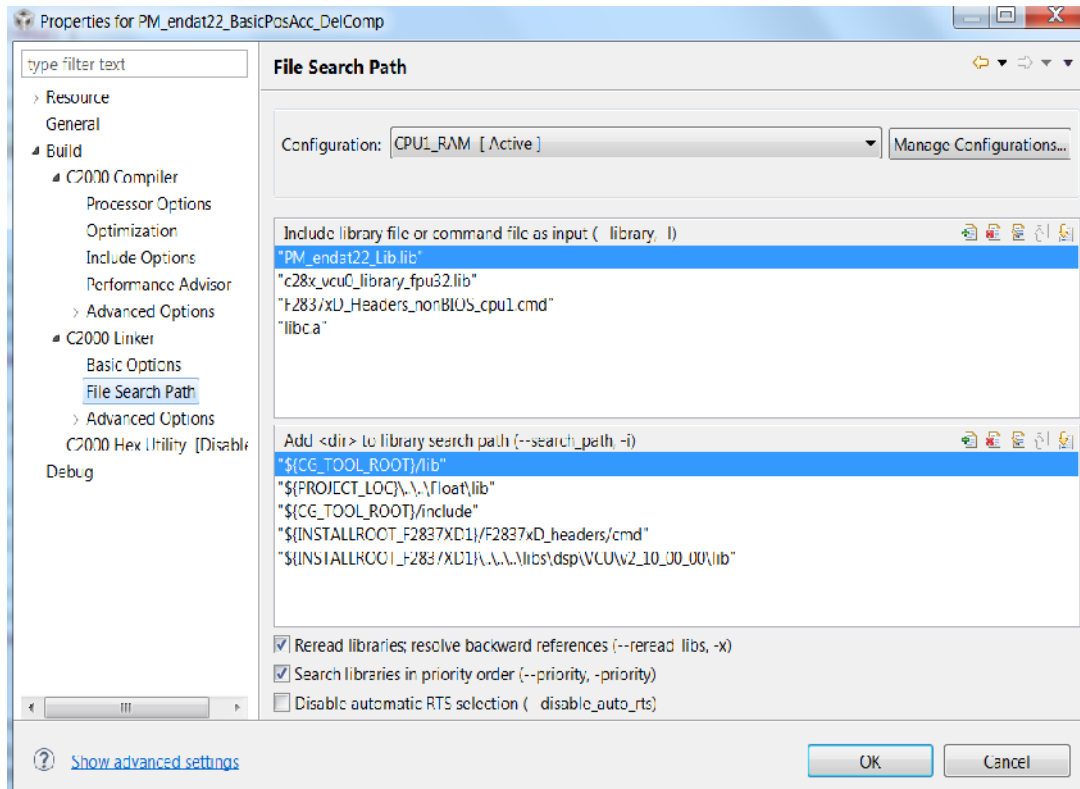 Properties for PM_endat22_BasicPosAcc_DelComp
type filter text
Resource
General
Build
C2000 Compiler
Processor Options
Optimization
Include Options
Performance Advisor
Advanced Options
C2000 Linker
Basic Options
File Search Path
Advanced Options
C2000 Hex Utility [Disable
Debug
File Search Path
Configuration: CPU1_RAM [ Active ] Manage Configurations...
Include library file or command file as input ( library, l)
"PM_endat22_Lib.lib"
"c28x_vcu0_library_fpu32.lib"
"F2837xD_Headers_nonBIOS_cpu1.cmd"
"libc.a"
Add <dir> to library search path (--search_path, -i)
"${CG_TOOL_ROOT}/lib"
"${PROJECT_LOC}\..\..\Float\lib"
"${CG_TOOL_ROOT}/include"
"${INSTALLROOT_F2837XD1}/F2837xD_headers/cmd"
"${INSTALLROOT_F2837XD1}\..\..\..\libs\dsp\VCU\v2_10_00_00\lib"
Reread libraries; resolve backward references (--reread libs, -x)
Search libraries in priority order (--priority, -priority)
Disable automatic RTS selection ( disable_auto_rts)
Show advanced settings
OK Cancel